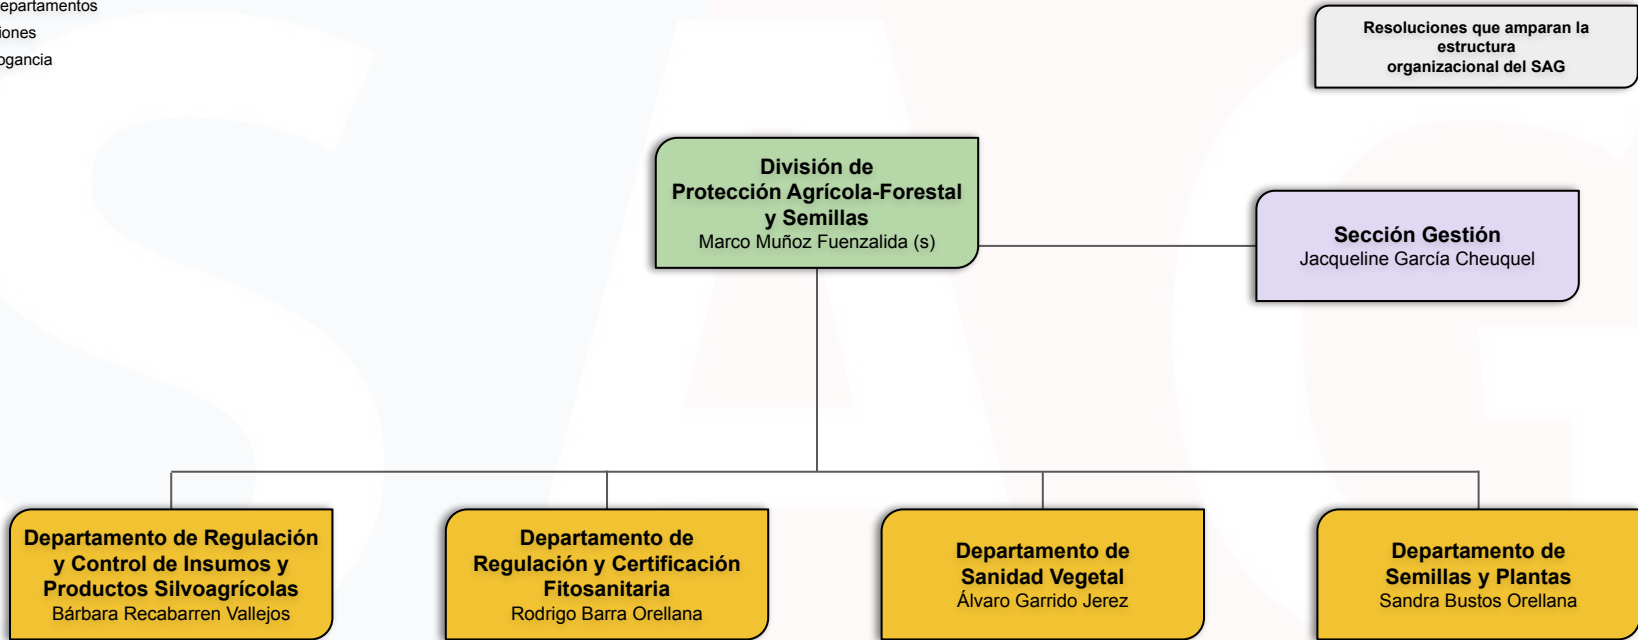 epartamentos
iones
ogancia
Resoluciones que amparan la
estructura
organizacional del SAG
División de
Protección Agrícola-Forestal
y Semillas
Marco Muñoz Fuenzalida (s)
Sección Gestión
Jacqueline García Cheuquel
Departamento de Regulación
y Control de Insumos y
Productos Silvoagrícolas
Bárbara Recabarren Vallejos
Departamento de
Regulación y Certificación
Fitosanitaria
Rodrigo Barra Orellana
Departamento de
Sanidad Vegetal
Álvaro Garrido Jerez
Departamento de
Semillas y Plantas
Sandra Bustos Orellana
SAG